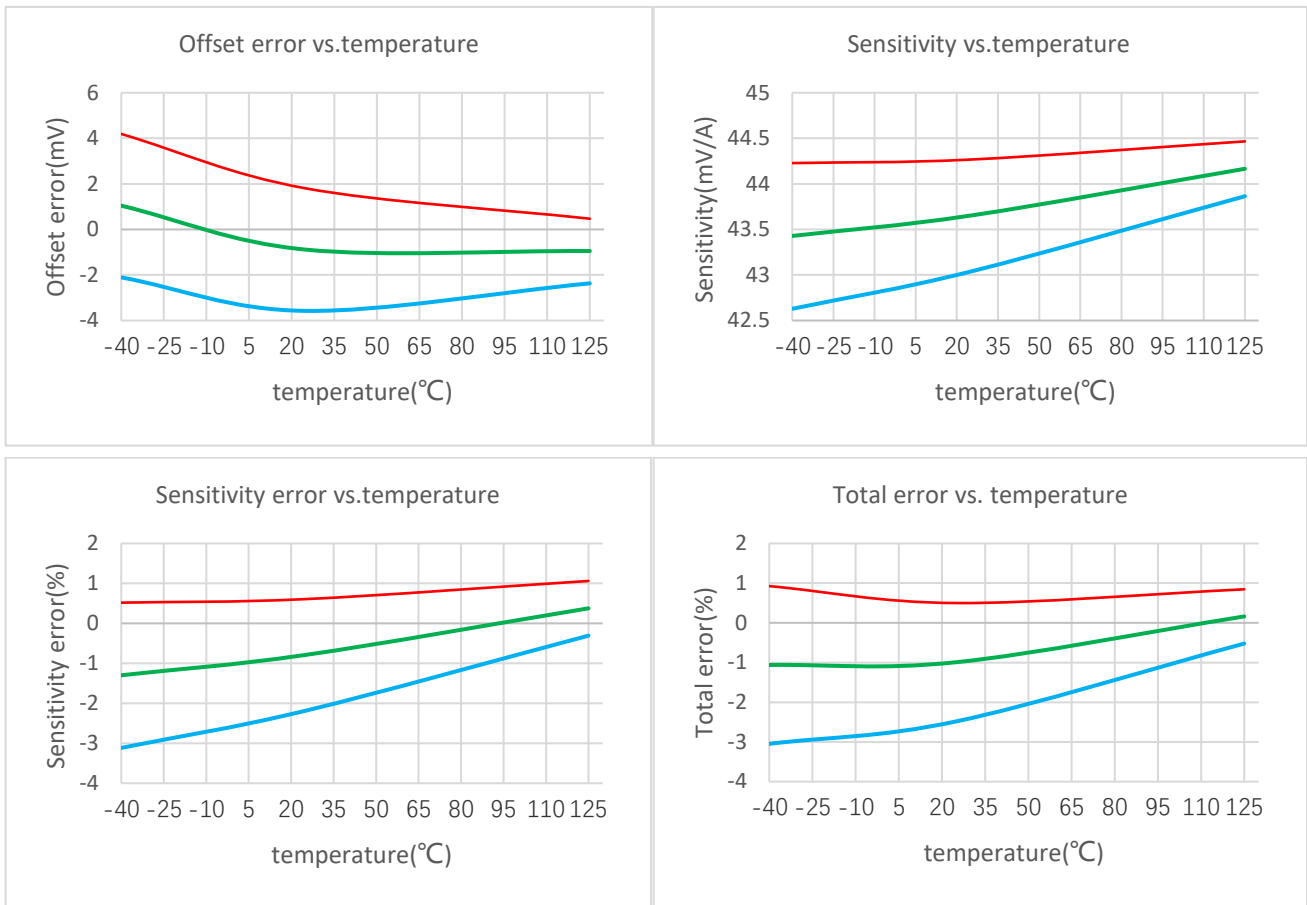 Offset error vs.temperature
Offset error(mV)
6
4
2
0
-2
-4
-40 -25 -10 5 20 35 50 65 80 95 110 125
temperature(℃)
Sensitivity vs.temperature
Sensitivity(mV/A)
45
44.5
44
43.5
43
42.5
-40 -25 -10 5 20 35 50 65 80 95 110 125
temperature(℃)
Sensitivity error vs.temperature
Sensitivity error(%)
2
1
0
-1
-2
-3
-4
-40 -25 -10 5 20 35 50 65 80 95 110 125
temperature(℃)
Total error vs. temperature
Total error(%)
2
1
0
-1
-2
-3
-4
-40 -25 -10 5 20 35 50 65 80 95 110 125
temperature(℃)